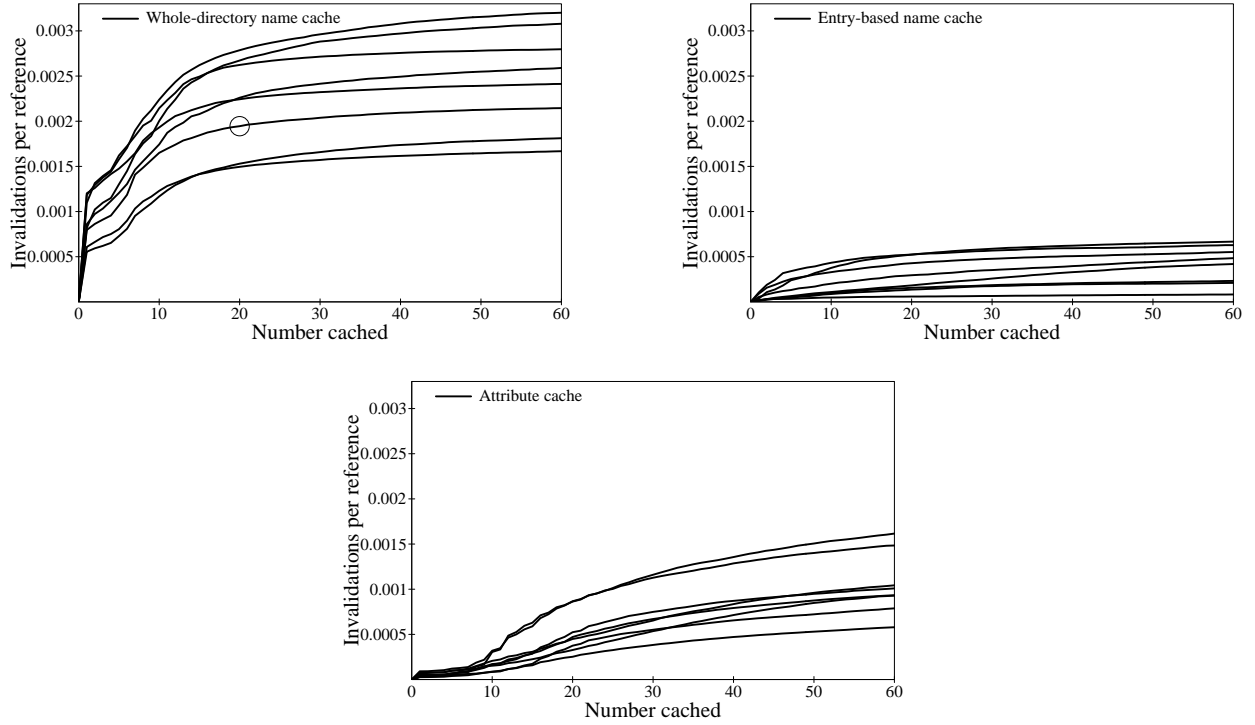 Whole-directory name cache
Invalidations per reference
0.003
0.0025
0.002
0.0015
0.001
0.0005
0 10 20 30 40 50 60
Number cached
Entry-based name cache
Invalidations per reference
0.003
0.0025
0.002
0.0015
0.001
0.0005
0 10 20 30 40 50 60
Number cached
Attribute cache
Invalidations per reference
0.003
0.0025
0.002
0.0015
0.001
0.0005
0 10 20 30 40 50 60
Number cached